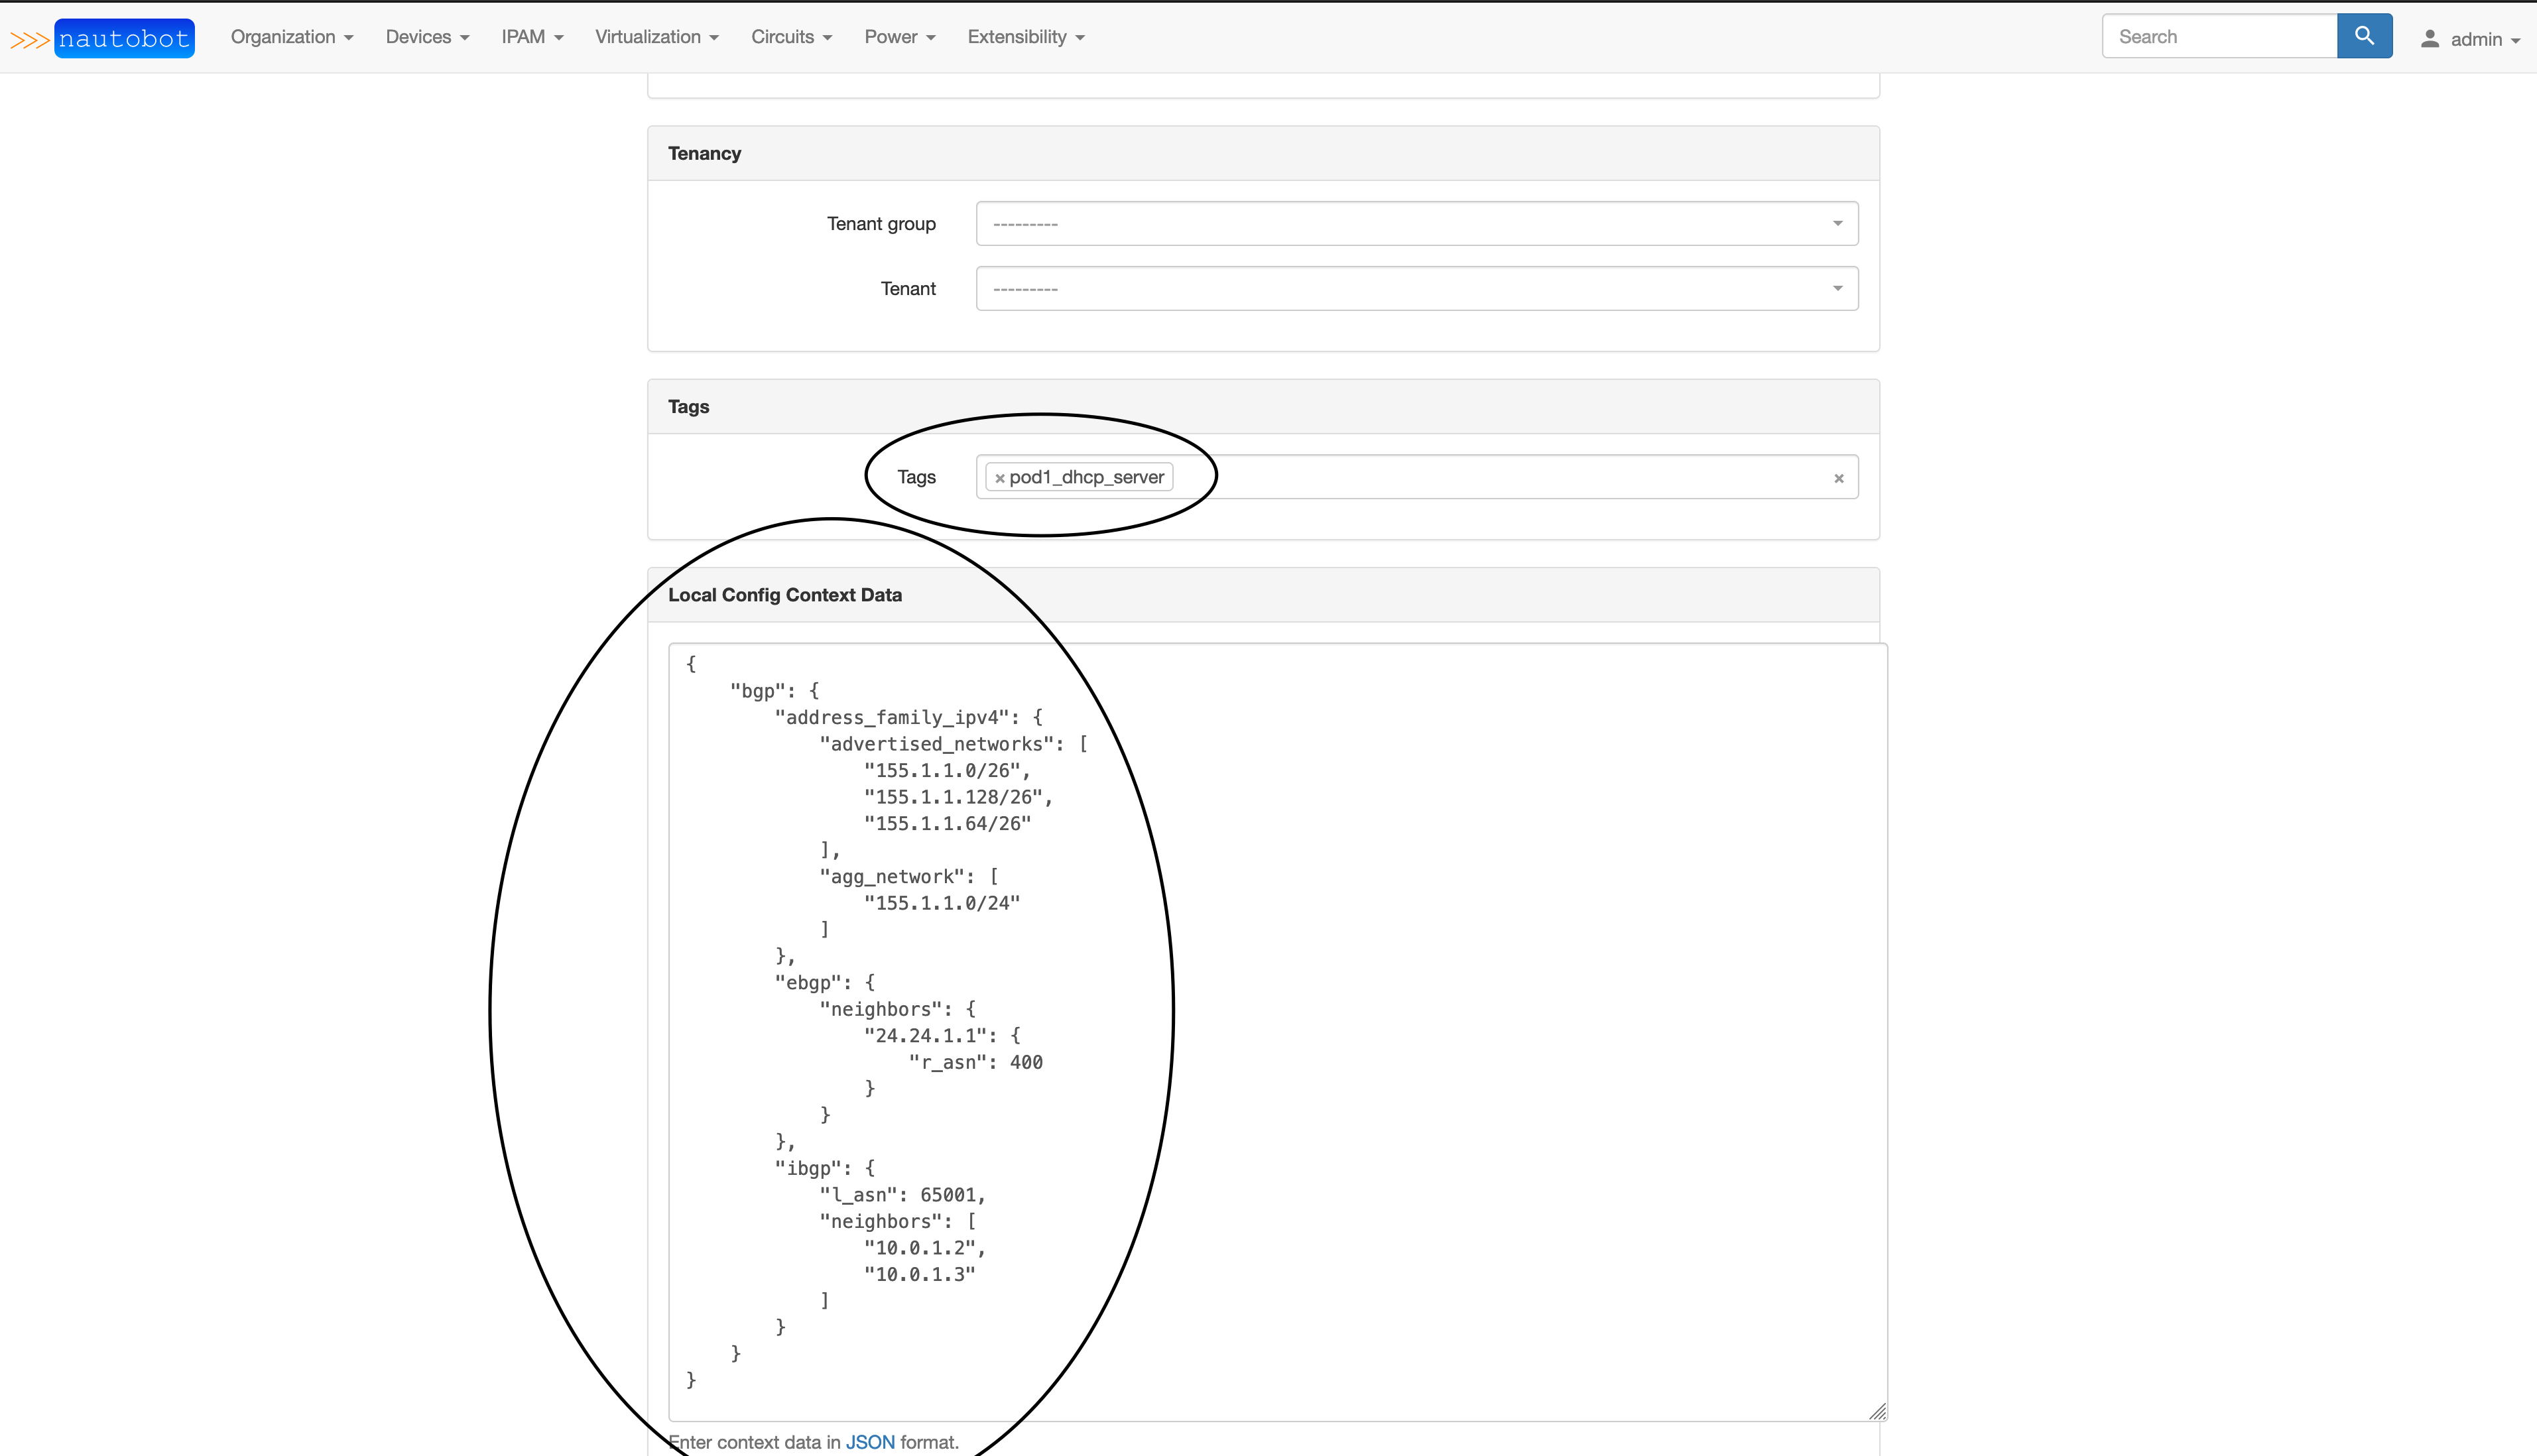 >>> nautobot Organization Devices IPAM Virtualization Circuits Power Extensibility Search admin
Tenancy
Tenant group ---------
Tenant ---------
Tags
Tags × pod1_dhcp_server ×
Local Config Context Data
{
    "bgp": {
        "address_family_ipv4": {
            "advertised_networks": [
                "155.1.1.0/26",
                "155.1.1.128/26",
                "155.1.1.64/26"
            ],
            "agg_network": [
                "155.1.1.0/24"
            ]
        },
        "ebgp": {
            "neighbors": {
                "24.24.1.1": {
                    "r_asn": 400
                }
            }
        },
        "ibgp": {
            "l_asn": 65001,
            "neighbors": [
                "10.0.1.2",
                "10.0.1.3"
            ]
        }
    }
}
Enter context data in JSON format.